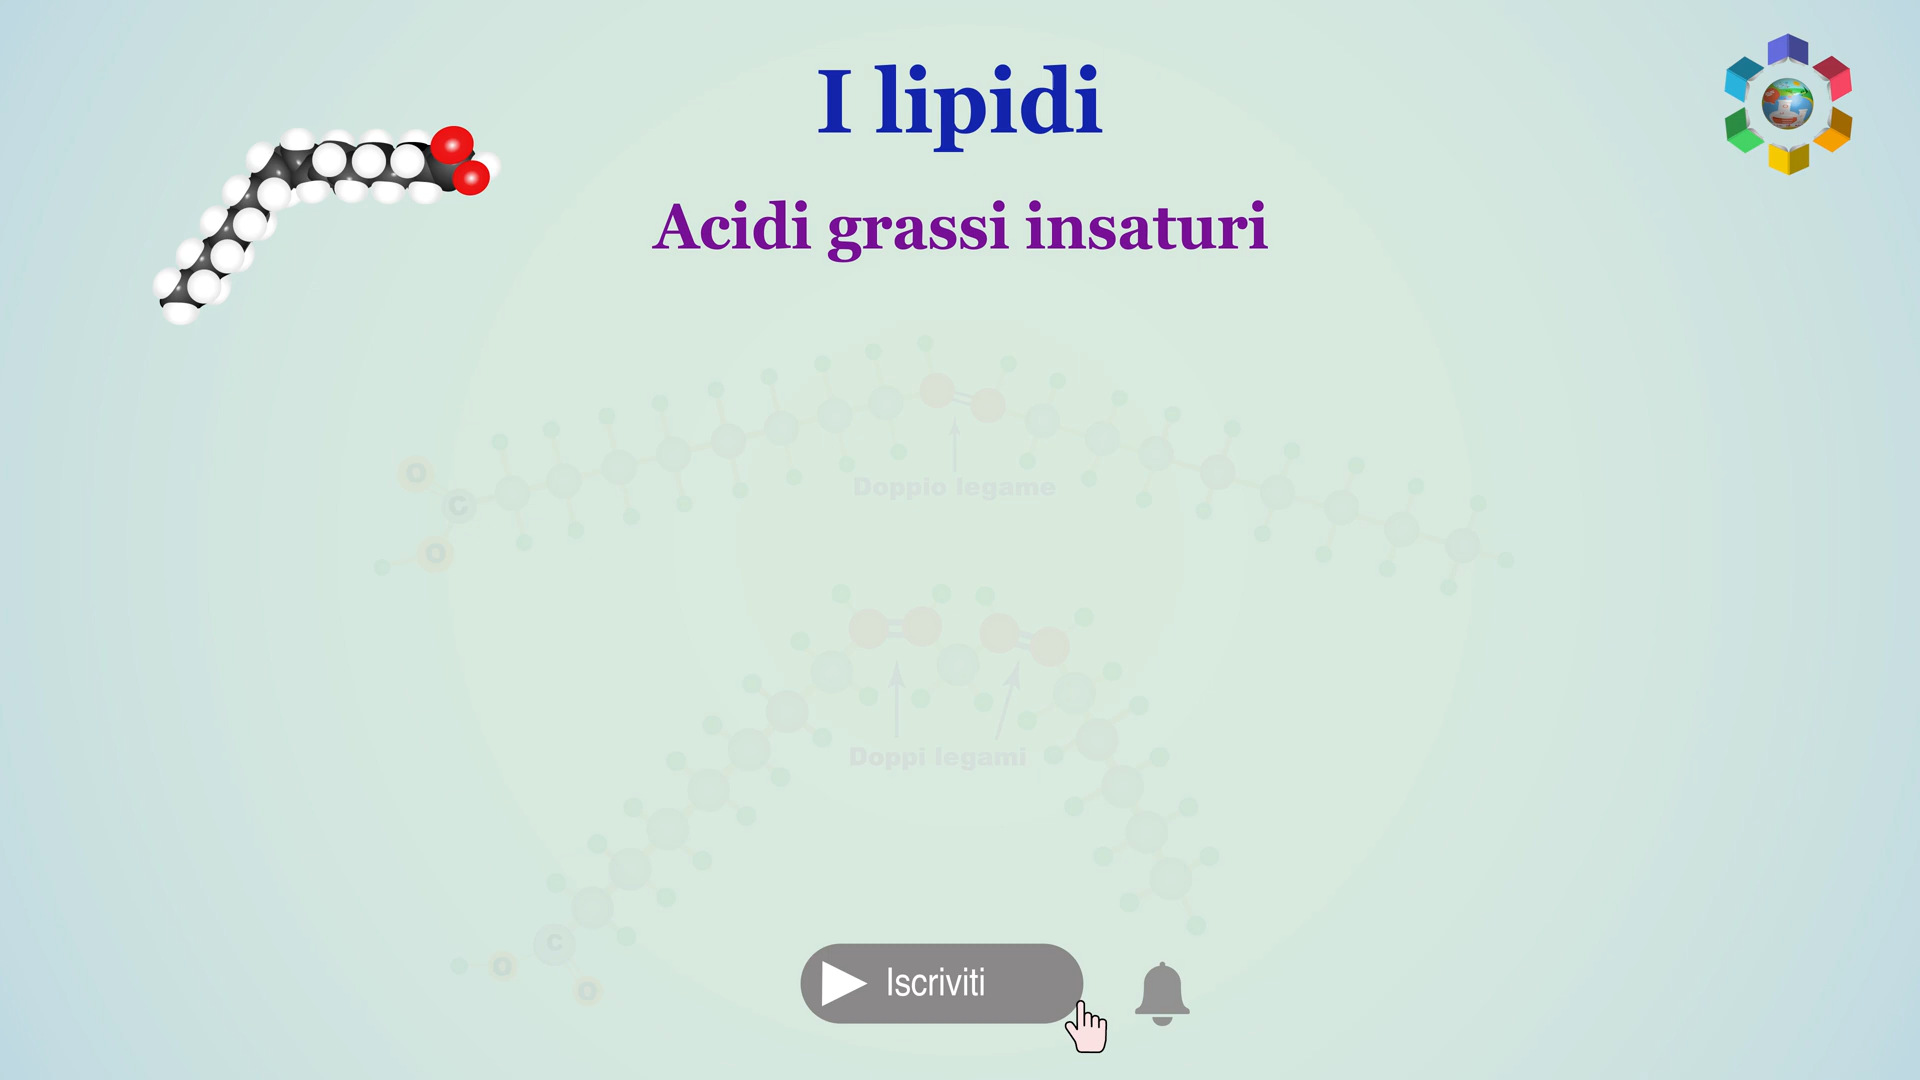 I lipidi
Acidi grassi insaturi
O
C
O
Doppio legame
Doppi legami
C
O
O
Iscriviti